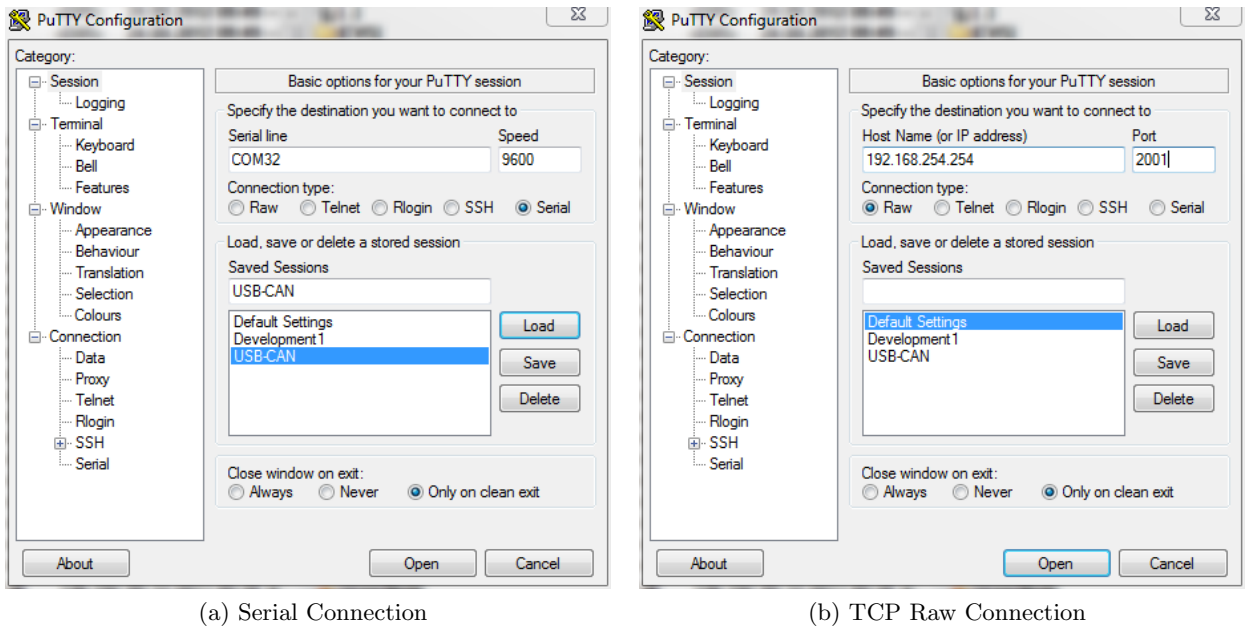 PuTTY Configuration
Category:
Session
Logging
Terminal
Keyboard
Bell
Features
Window
Appearance
Behaviour
Translation
Selection
Colours
Connection
Data
Proxy
Telnet
Rlogin
SSH
Serial
Basic options for your PuTTY session
Specify the destination you want to connect to
Serial line Speed
COM32 9600
Connection type:
Raw Telnet Rlogin SSH Serial
Load, save or delete a stored session
Saved Sessions
USB-CAN
Default Settings
Development1
USB-CAN
Load
Save
Delete
Close window on exit:
Always Never Only on clean exit
About Open Cancel
(a) Serial Connection
PuTTY Configuration
Category:
Session
Logging
Terminal
Keyboard
Bell
Features
Window
Appearance
Behaviour
Translation
Selection
Colours
Connection
Data
Proxy
Telnet
Rlogin
SSH
Serial
Basic options for your PuTTY session
Specify the destination you want to connect to
Host Name (or IP address) Port
192.168.254.254 2001
Connection type:
Raw Telnet Rlogin SSH Serial
Load, save or delete a stored session
Saved Sessions
Default Settings
Development1
USB-CAN
Load
Save
Delete
Close window on exit:
Always Never Only on clean exit
About Open Cancel
(b) TCP Raw Connection